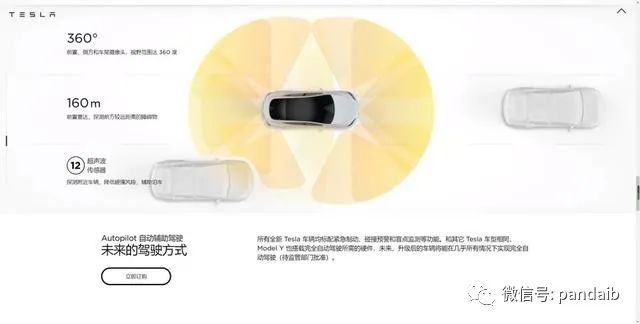 TESLA
360°
前置、侧方和车尾摄像头，视野范围达 360 度
160 m
前置雷达，探测前方较远距离的障碍物
12 超声波
传感器
探测附近车辆，降低碰撞风险，辅助泊车
Autopilot 自动辅助驾驶
未来的驾驶方式
立即订购
所有全新 Tesla 车辆均标配紧急制动、碰撞预警和盲点监测等功能。和其它 Tesla 车型相同，
Model Y 也搭载完全自动驾驶所需的硬件，未来，升级后的车辆将能在几乎所有情况下实现完全自
动驾驶（待监管部门批准）。
微信号: pandaib